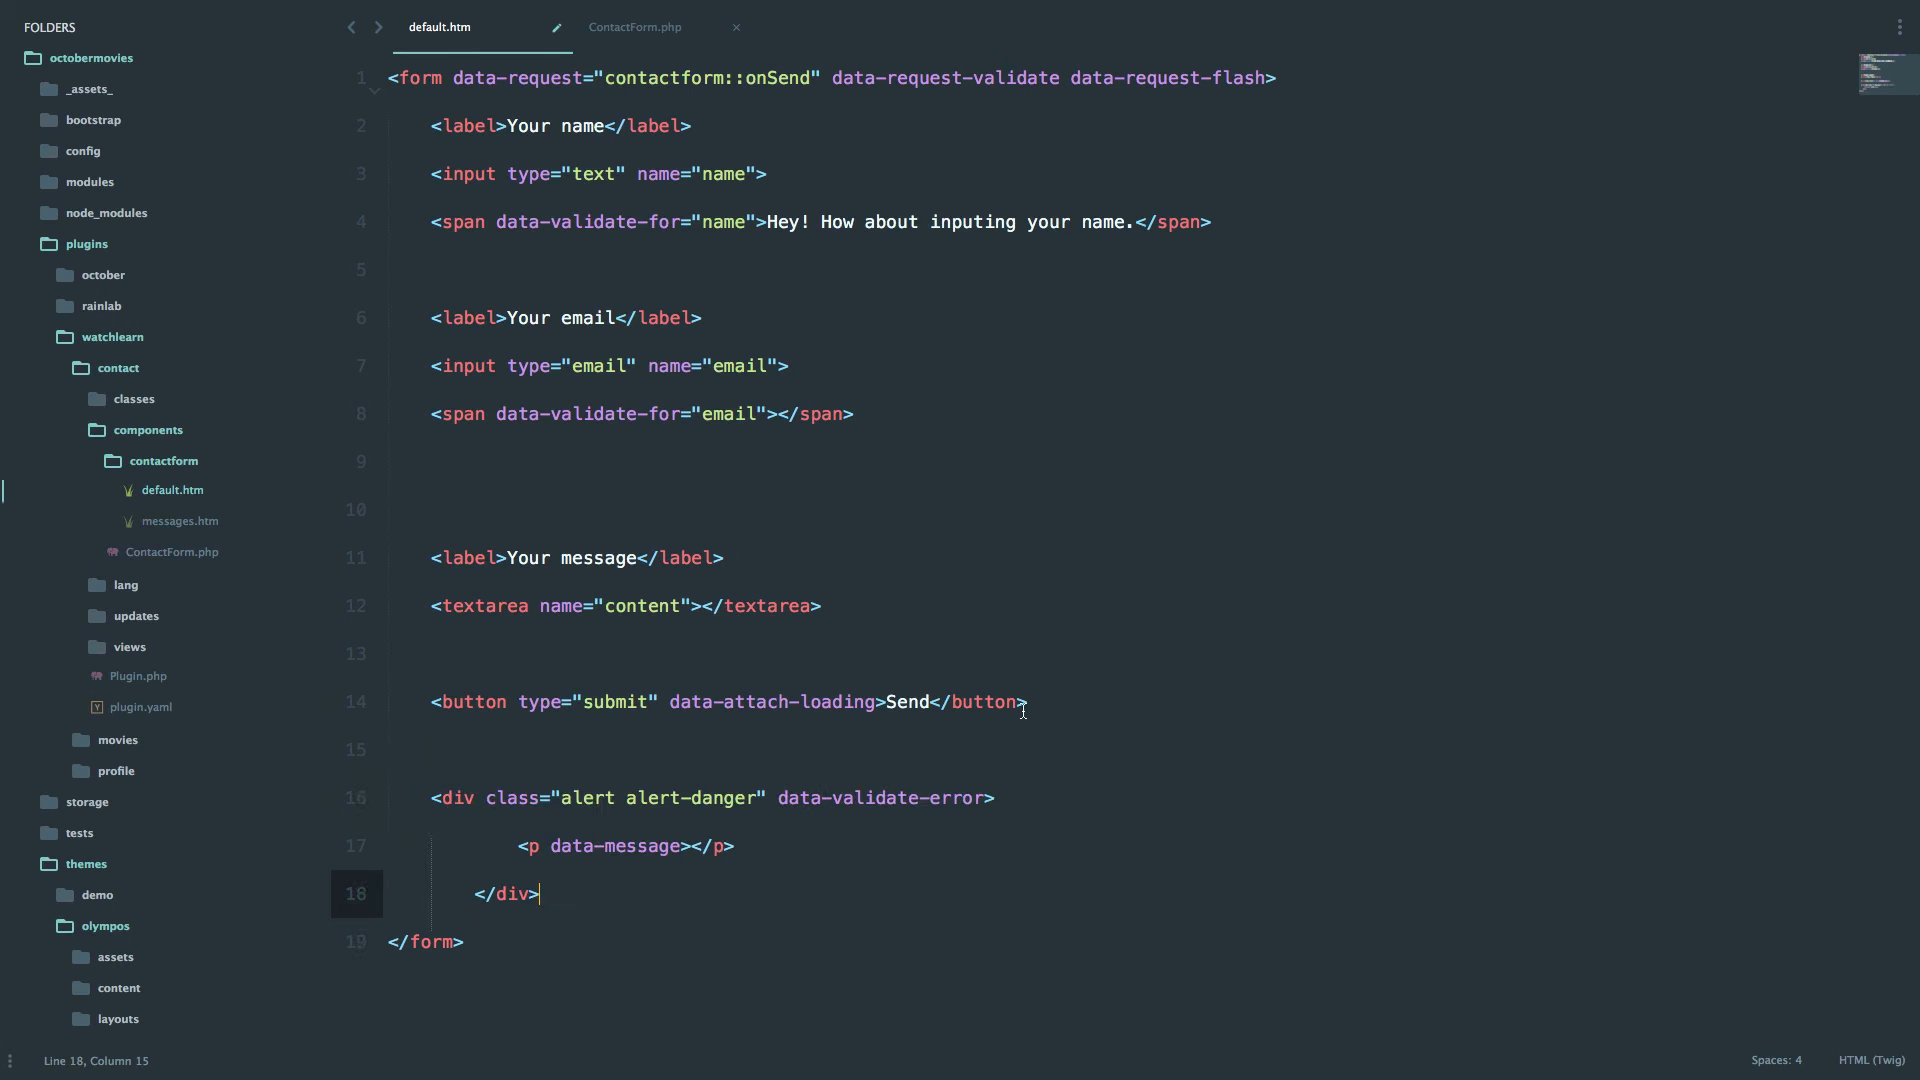 FOLDERS
octobermovies
_assets_
bootstrap
config
modules
node_modules
plugins
october
rainlab
watchlearn
contact
classes
components
contactform
default.htm
messages.htm
ContactForm.php
lang
updates
views
Plugin.php
plugin.yaml
movies
profile
storage
tests
themes
demo
olympos
assets
content
layouts
default.htm
ContactForm.php
1 <form data-request="contactform::onSend" data-request-validate data-request-flash>
2 <label>Your name</label>
3 <input type="text" name="name">
4 <span data-validate-for="name">Hey! How about inputing your name.</span>
5
6 <label>Your email</label>
7 <input type="email" name="email">
8 <span data-validate-for="email"></span>
9
10
11 <label>Your message</label>
12 <textarea name="content"></textarea>
13
14 <button type="submit" data-attach-loading>Send</button>
15
16 <div class="alert alert-danger" data-validate-error>
17 <p data-message></p>
18 </div>
19 </form>
Line 18, Column 15
Spaces: 4
HTML (Twig)